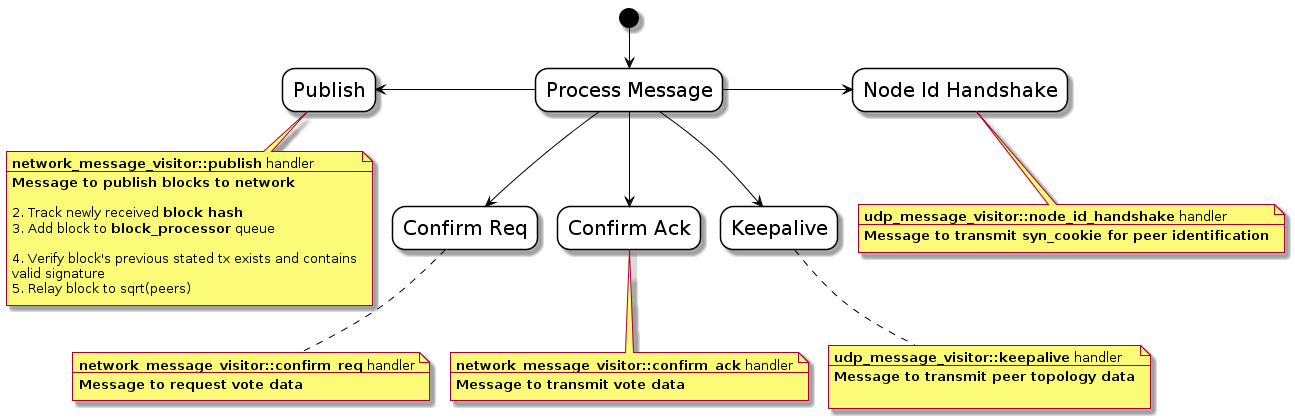 Publish
Process Message
Node Id Handshake
network_message_visitor::publish handler
Message to publish blocks to network
2. Track newly received block hash
3. Add block to block_processor queue
4. Verify block's previous stated tx exists and contains
valid signature
5. Relay block to sqrt(peers)
Confirm Req
Confirm Ack
Keepalive
udp_message_visitor::node_id_handshake handler
Message to transmit syn_cookie for peer identification
network_message_visitor::confirm_req handler
Message to request vote data
network_message_visitor::confirm_ack handler
Message to transmit vote data
udp_message_visitor::keepalive handler
Message to transmit peer topology data